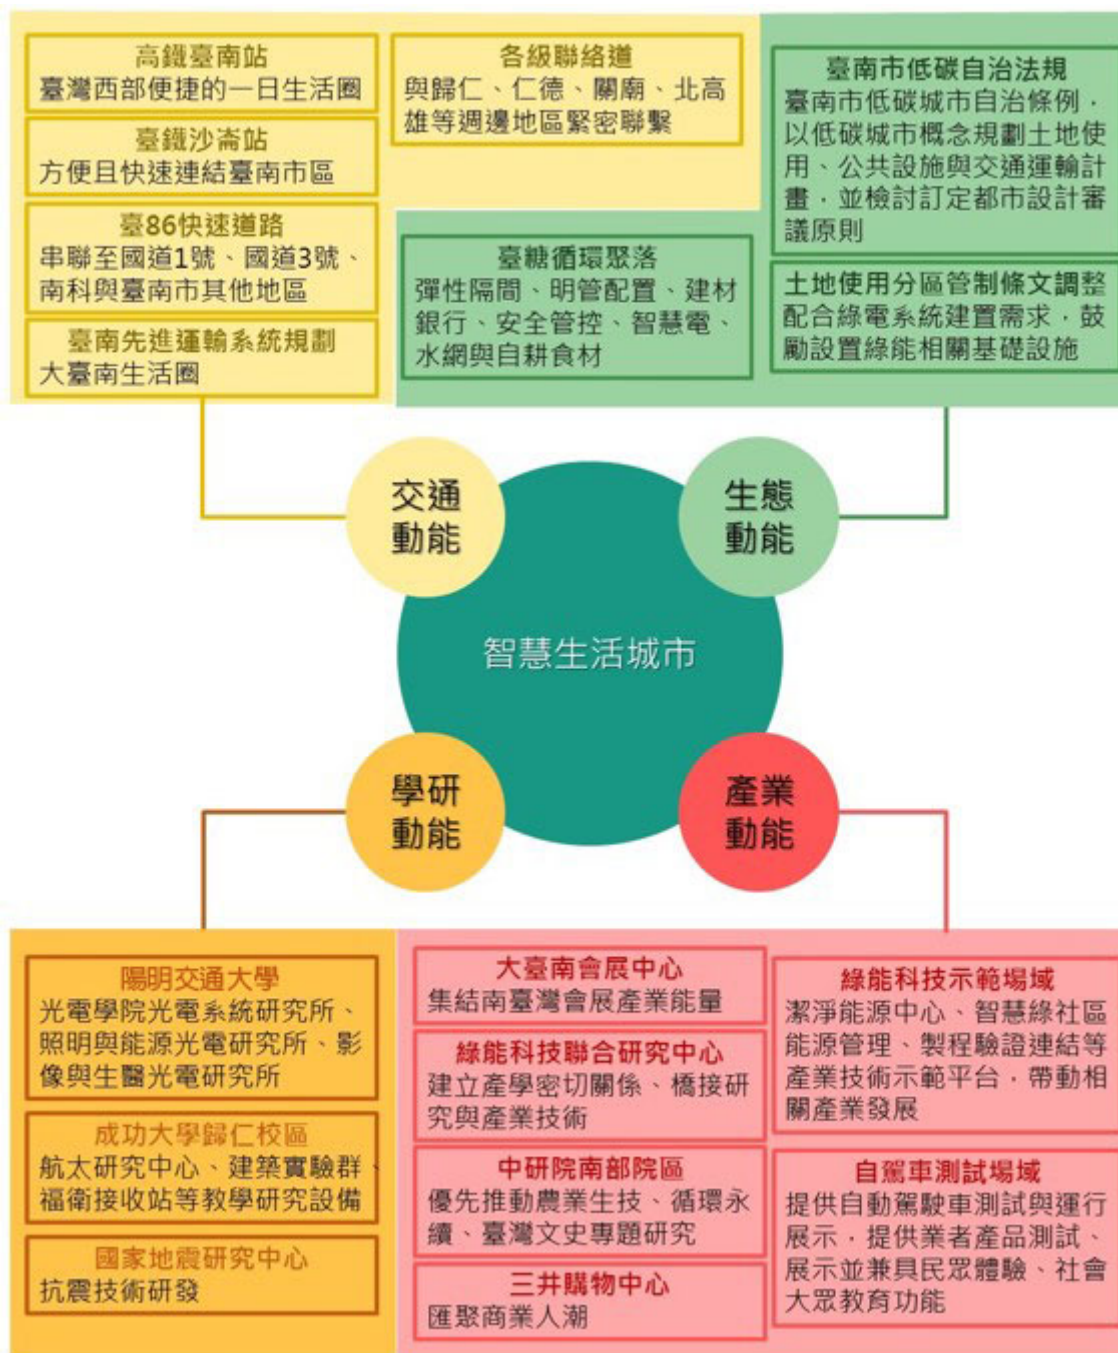 高鐵臺南站
臺灣西部便捷的一日生活圈
臺鐵沙崙站
方便且快速連結臺南市區
臺86快速道路
串聯至國道1號、國道3號、
南科與臺南市其他地區
臺南先進運輸系統規劃
大臺南生活圈
各級聯絡道
與歸仁、仁德、關廟、北高
雄等週邊地區緊密聯繫
臺糖循環聚落
彈性隔間、明管配置、建材
銀行、安全管控、智慧電、
水網與自耕食材
臺南市低碳自治法規
臺南市低碳城市自治條例，
以低碳城市概念規劃土地使
用、公共設施與交通運輸計
畫，並檢討訂定都市設計審
議原則
土地使用分區管制條文調整
配合綠電系統建置需求，鼓
勵設置綠能相關基礎設施
交通
動能
生態
動能
智慧生活城市
學研
動能
產業
動能
陽明交通大學
光電學院光電系統研究所、
照明與能源光電研究所、影
像與生醫光電研究所
成功大學歸仁校區
航太研究中心、建築實驗群、
福衛接收站等教學研究設備
國家地震研究中心
抗震技術研發
大臺南會展中心
集結南臺灣會展產業能量
綠能科技聯合研究中心
建立產學密切關係、橋接研
究與產業技術
中研院南部院區
優先推動農業生技、循環永
續、臺灣文史專題研究
三井購物中心
匯聚商業人潮
綠能科技示範場域
潔淨能源中心、智慧綠社區
能源管理、製程驗證連結等
產業技術示範平台，帶動相
關產業發展
自駕車測試場域
提供自動駕駛車測試與運行
展示，提供業者產品測試、
展示並兼具民眾體驗、社會
大眾教育功能